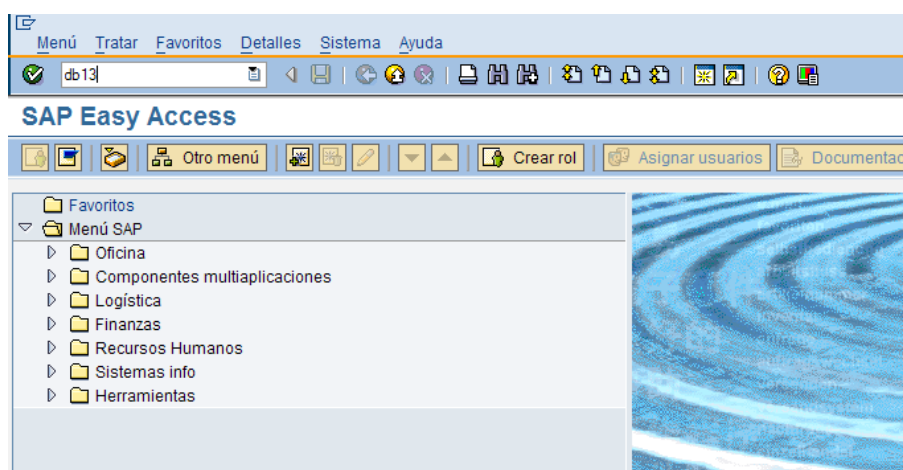 Menú Tratar Favoritos Detalles Sistema Ayuda
db13
SAP Easy Access
Otro menú Crear rol Asignar usuarios Documentac
Favoritos
Menú SAP
Oficina
Componentes multiaplicaciones
Logística
Finanzas
Recursos Humanos
Sistemas info
Herramientas